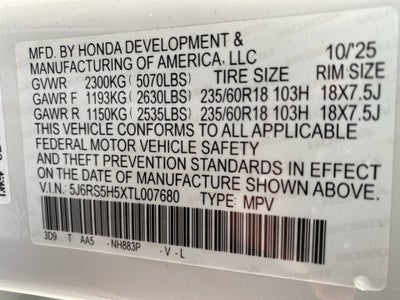 MFD. BY HONDA DEVELOPMENT &
MANUFACTURING OF AMERICA, LLC 10/'25
GVWR 2300KG (5070LBS) TIRE SIZE RIM SIZE
GAWR F 1193KG (2630LBS) 235/60R18 103H 18X7.5J
GAWR R 1150KG (2535LBS) 235/60R18 103H 18X7.5J
THIS VEHICLE CONFORMS TO ALL APPLICABLE
FEDERAL MOTOR VEHICLE SAFETY
AND THEFT PREVENTION STANDARDS IN EFFECT
ON THE DATE OF MANUFACTURE SHOWN ABOVE.
V.I.N.: 5J6RS5H5XTL007680 TYPE: MPV
3D9 T AA5 -NH883P -V-L